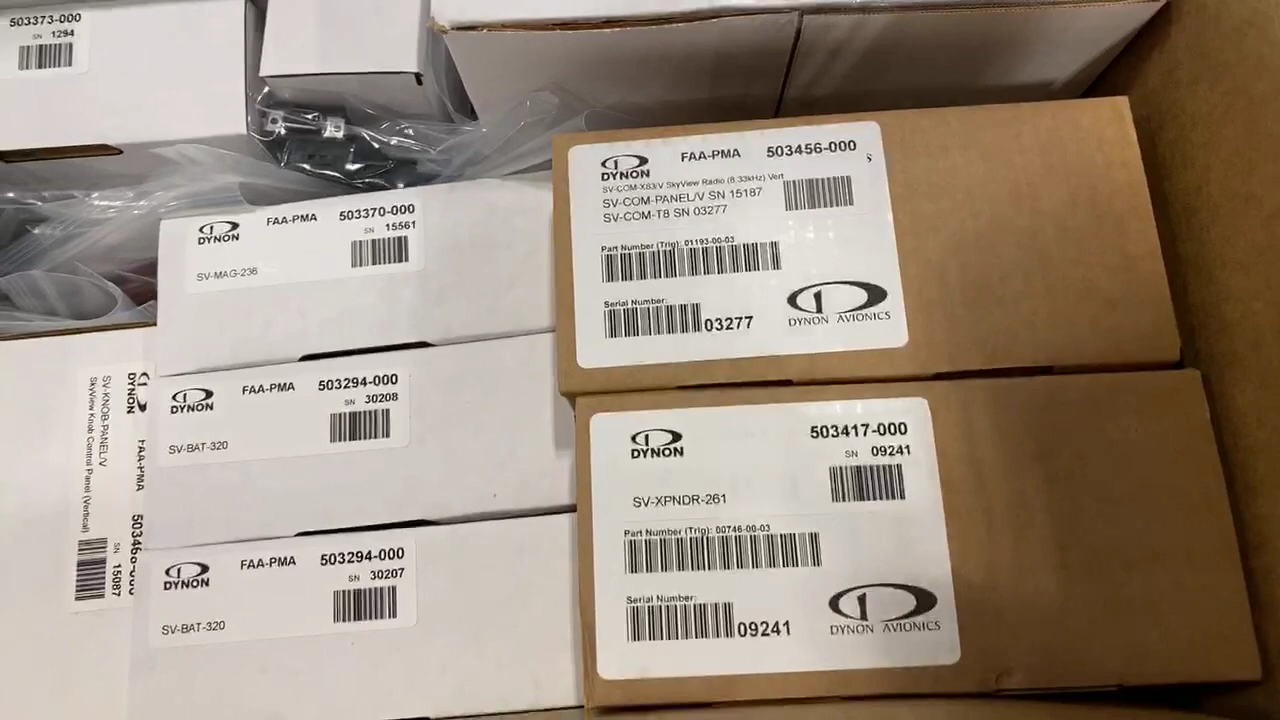 503373-000
SN 1294
DYNON FAA-PMA 503370-000
SN 15561
SV-MAG-236
DYNON FAA-PMA 503294-000
SN 30208
SV-BAT-320
DYNON FAA-PMA 503294-000
SN 30207
SV-BAT-320
DYNON FAA-PMA
SN 15087
SV-KNOB-PANEL/V
SkyView Knob Control Panel (Vertical)
DYNON FAA-PMA 503456-000
S
SV-COM-X83/V SkyView Radio (8.33kHz) Vert
SV-COM-PANEL/V SN 15187
SV-COM-T8 SN 03277
Part Number (Trig): 01193-00-03
Serial Number:
03277
DYNON AVIONICS
DYNON 503417-000
SN 09241
SV-XPNDR-261
Part Number (Trig): 00746-00-03
Serial Number:
09241
DYNON AVIONICS